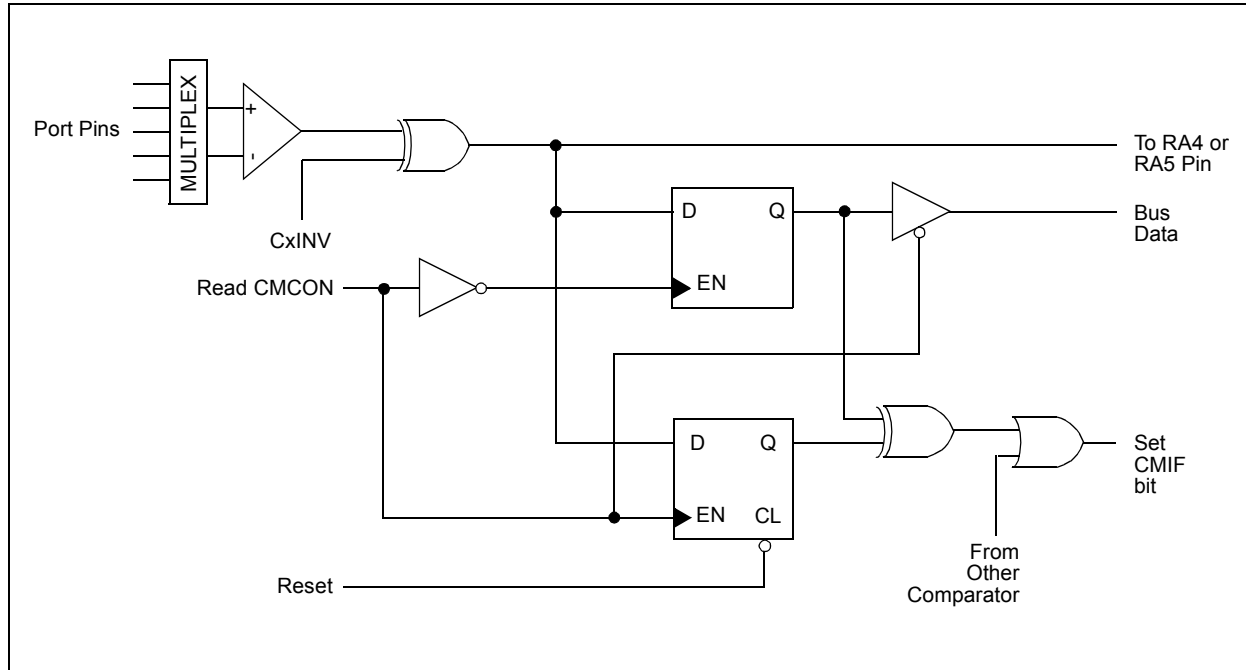 MULTIPLEX
+
-
Port Pins
CxINV
To RA4 or
RA5 Pin
D
Q
EN
Bus
Data
Read CMCON
D
Q
EN
CL
Set
CMIF
bit
From
Other
Comparator
Reset